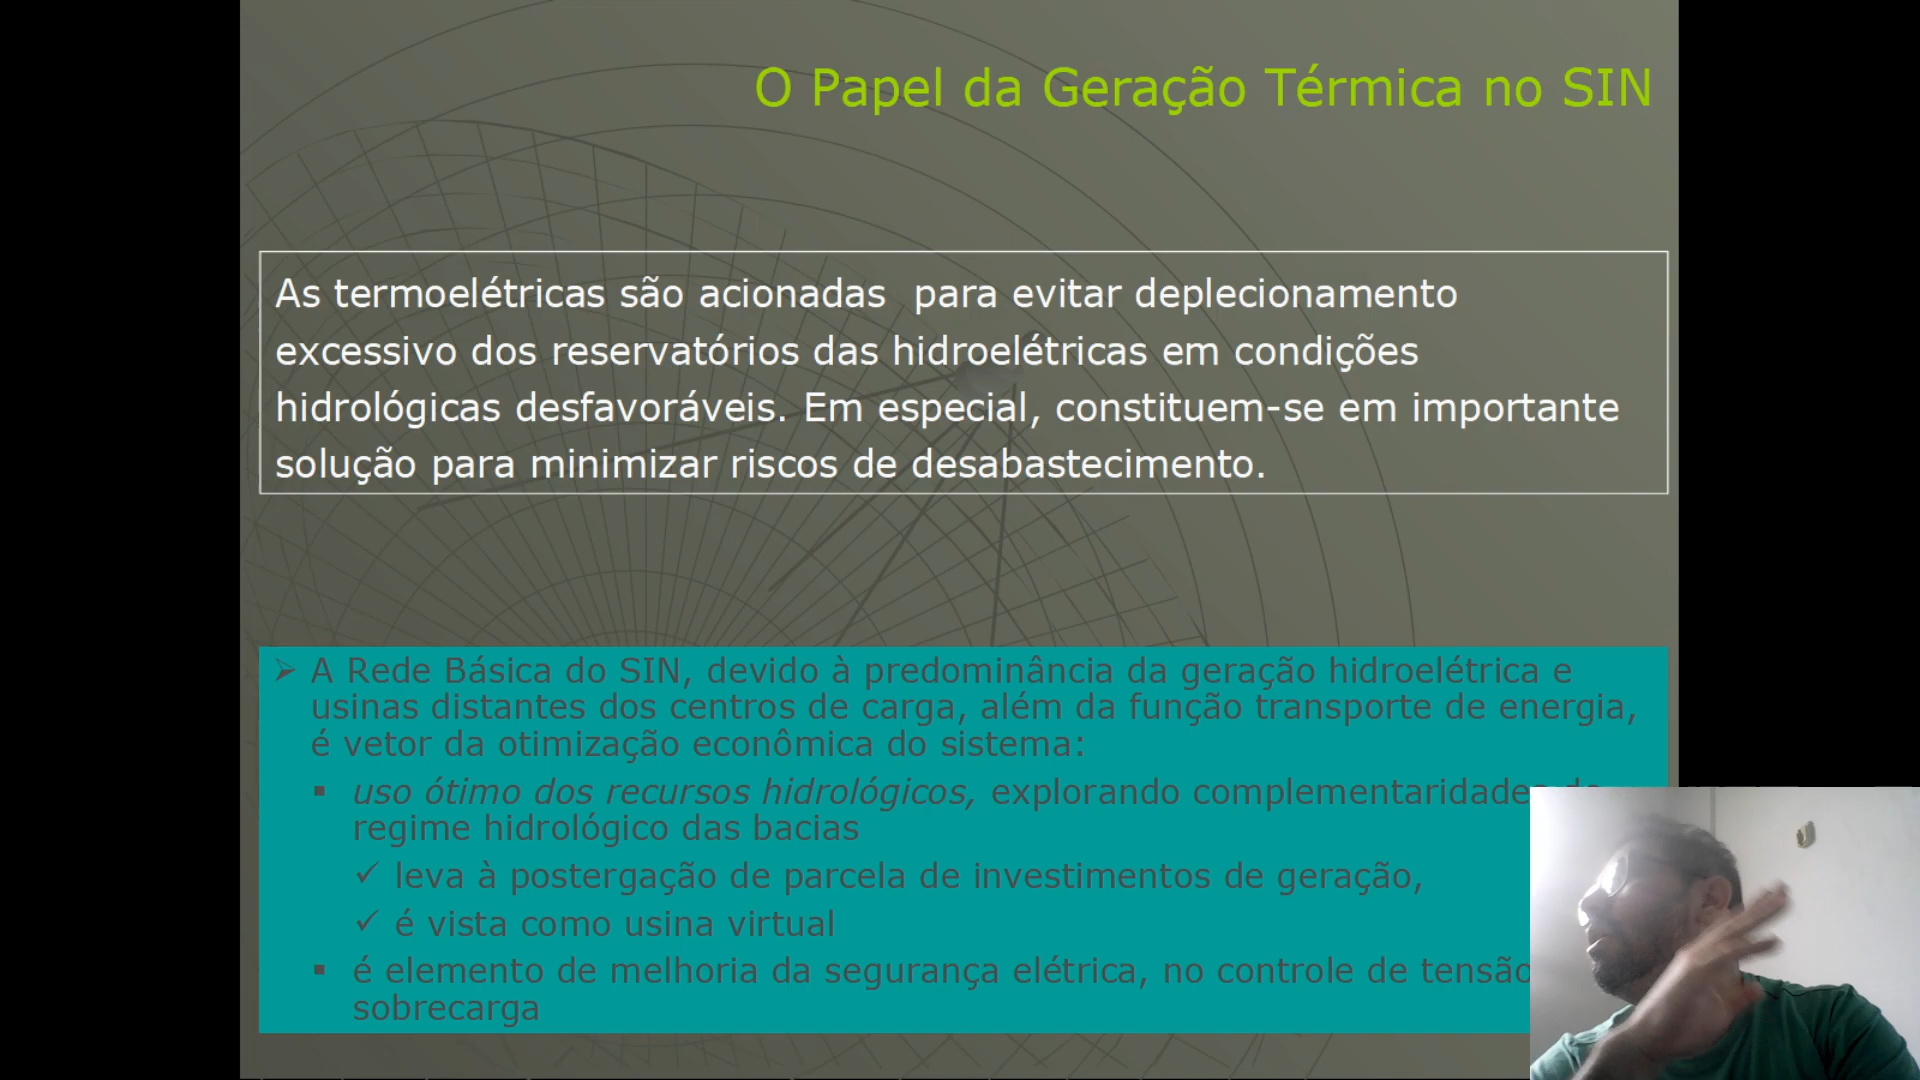 O Papel da Geração Térmica no SIN
As termoelétricas são acionadas  para evitar deplecionamento
excessivo dos reservatórios das hidroelétricas em condições
hidrológicas desfavoráveis. Em especial, constituem-se em importante
solução para minimizar riscos de desabastecimento.
➢ A Rede Básica do SIN, devido à predominância da geração hidroelétrica e
usinas distantes dos centros de carga, além da função transporte de energia,
é vetor da otimização econômica do sistema:
▪ uso ótimo dos recursos hidrológicos, explorando complementaridades
regime hidrológico das bacias
✓ leva à postergação de parcela de investimentos de geração,
✓ é vista como usina virtual
▪ é elemento de melhoria da segurança elétrica, no controle de tensão
sobrecarga